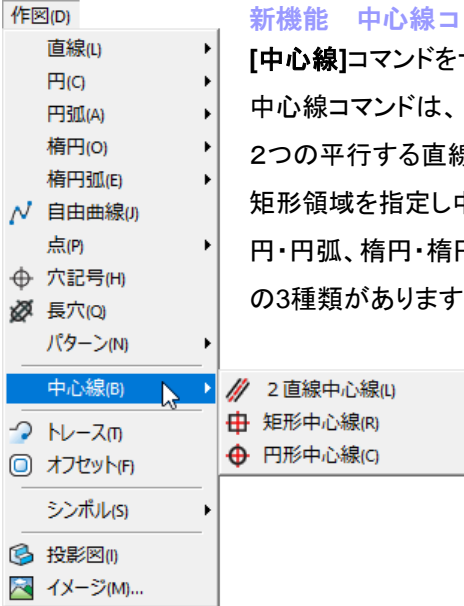 作図(D)
直線(L)
円(C)
円弧(A)
楕円(O)
楕円弧(E)
自由曲線(J)
点(P)
穴記号(H)
長穴(Q)
パターン(N)
中心線(B)
トレース(T)
オフセット(F)
シンボル(S)
投影図(I)
イメージ(M)...
2直線中心線(L)
矩形中心線(R)
円形中心線(C)
新機能 中心線コ
[中心線]コマンドを
中心線コマンドは、
2つの平行する直線
矩形領域を指定し
円・円弧、楕円・楕
の3種類があります